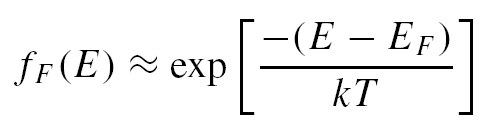 f_F(E) ≈ exp[−(E − E_F)/kT]